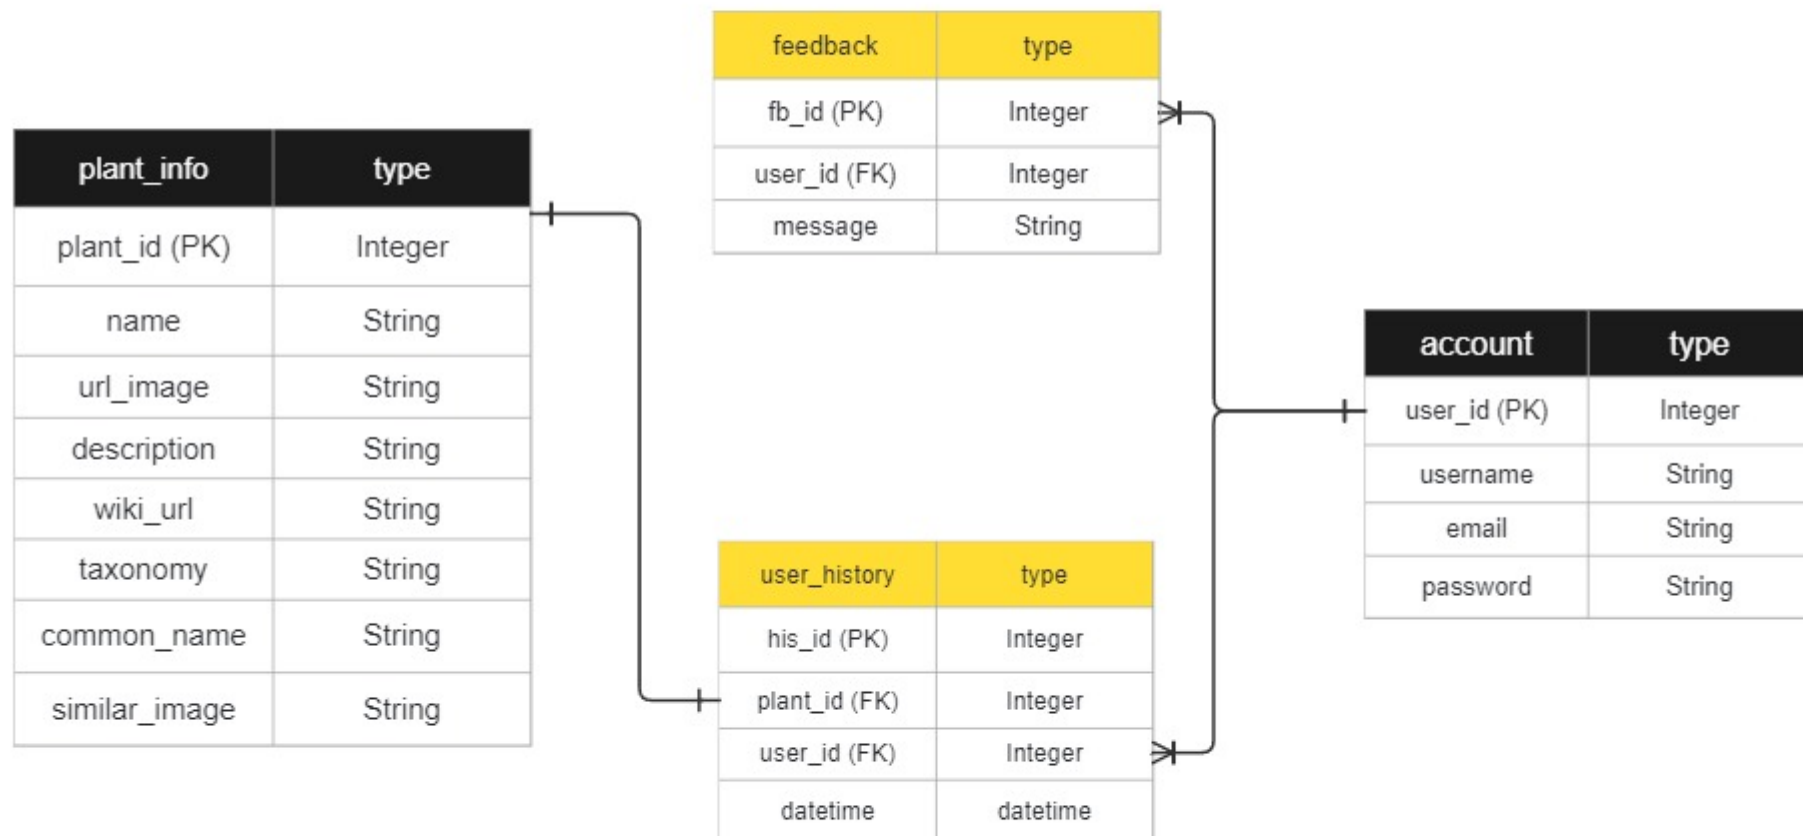 feedback type
fb_id (PK) Integer
user_id (FK) Integer
message String
plant_info type
plant_id (PK) Integer
name String
url_image String
description String
wiki_url String
taxonomy String
common_name String
similar_image String
account type
user_id (PK) Integer
username String
email String
password String
user_history type
his_id (PK) Integer
plant_id (FK) Integer
user_id (FK) Integer
datetime datetime